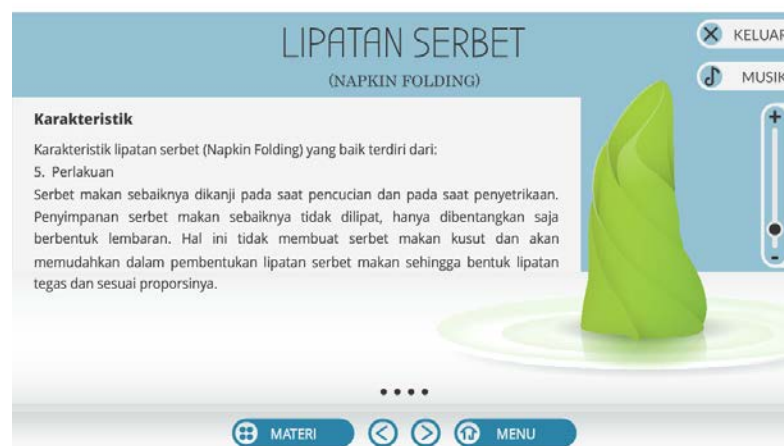 LIPATAN SERBET
(NAPKIN FOLDING)
KELUAR
MUSIK
Karakteristik
Karakteristik lipatan serbet (Napkin Folding) yang baik terdiri dari:
5. Perlakuan
Serbet makan sebaiknya dikanji pada saat pencucian dan pada saat penyetrikaan.
Penyimpanan serbet makan sebaiknya tidak dilipat, hanya dibentangkan saja
berbentuk lembaran. Hal ini tidak membuat serbet makan kusut dan akan
memudahkan dalam pembentukan lipatan serbet makan sehingga bentuk lipatan
tegas dan sesuai proporsinya.
+
-
MATERI
MENU